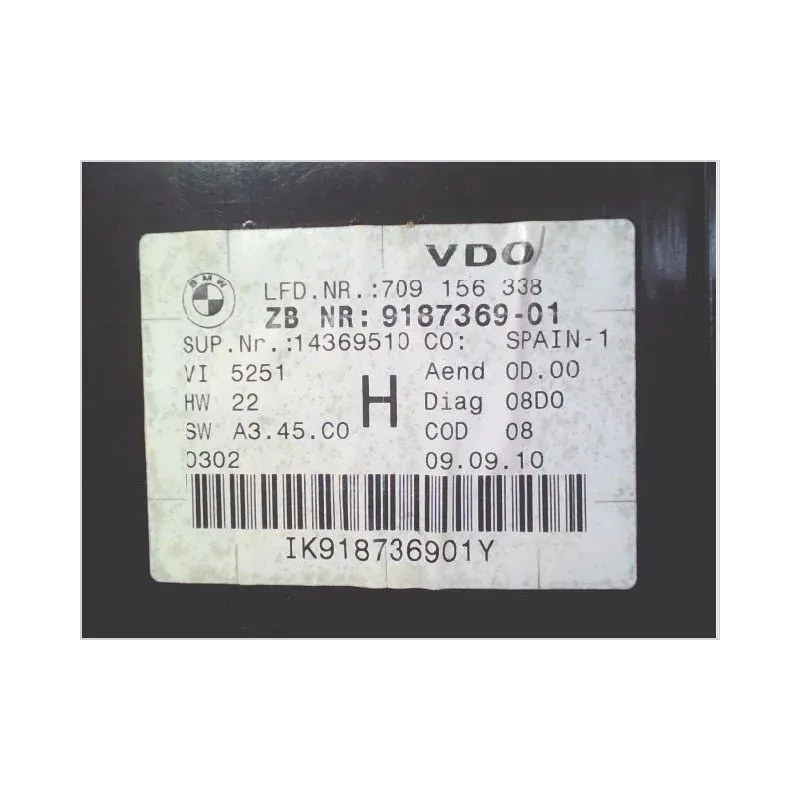 VDO
BMW
LFD.NR.:709 156 338
ZB NR: 9187369-01
SUP.Nr.:14369510 CO: SPAIN-1
VI 5251 Aend 0D.00
HW 22 H Diag 08D0
SW A3.45.C0 COD 08
0302 09.09.10
IK918736901Y